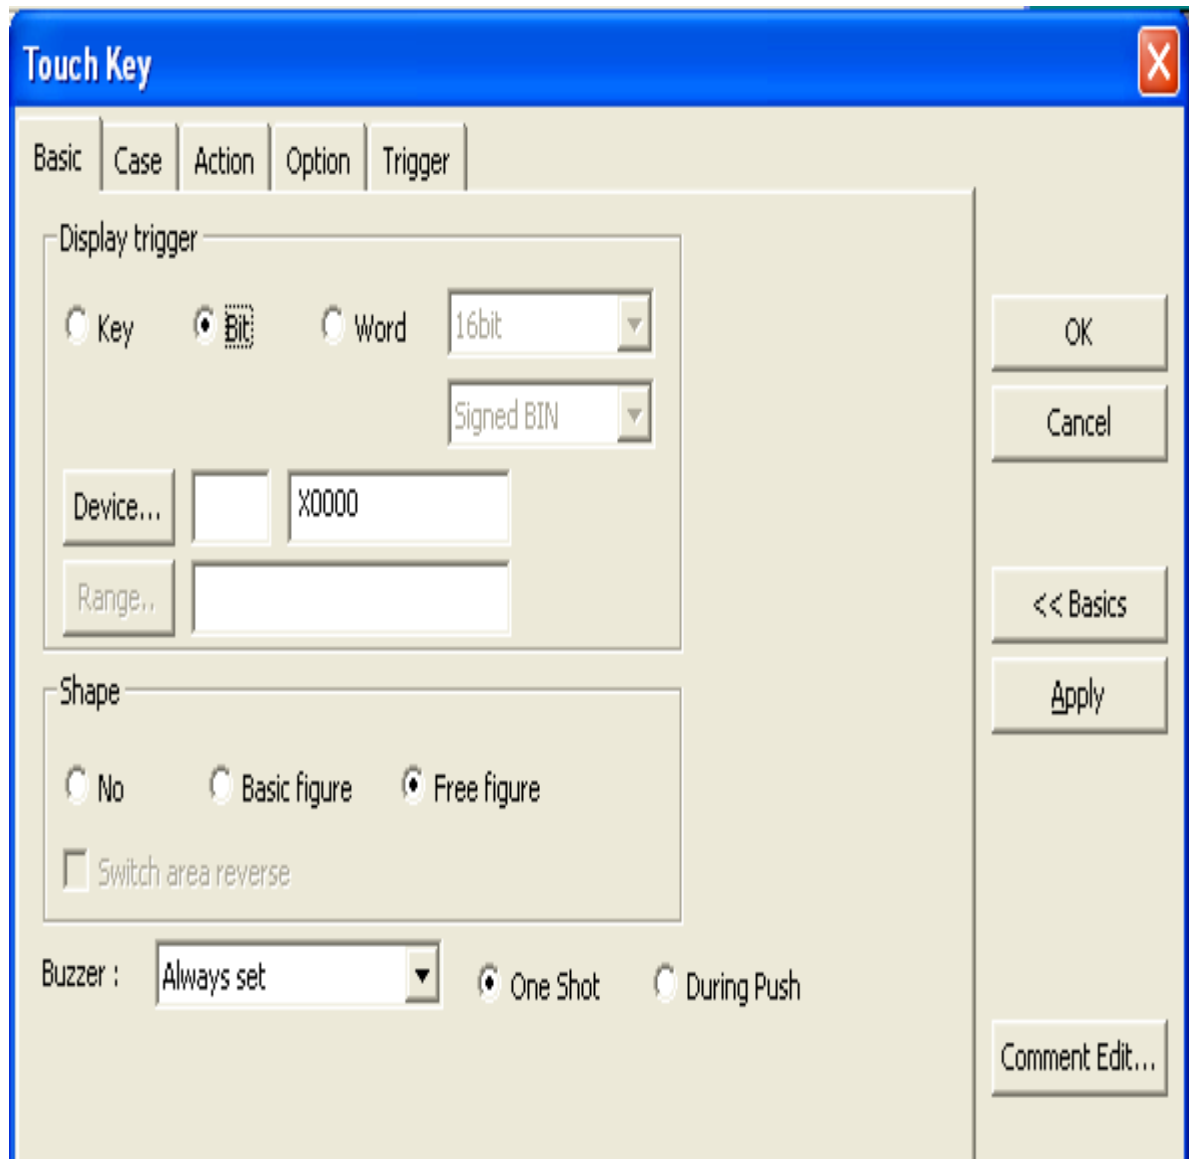 Touch Key
Basic Case Action Option Trigger
Display trigger
Key Bit Word 16bit
Signed BIN
Device... X0000
Range..
Shape
No Basic figure Free figure
Switch area reverse
Buzzer : Always set One Shot During Push
OK
Cancel
<< Basics
Apply
Comment Edit...